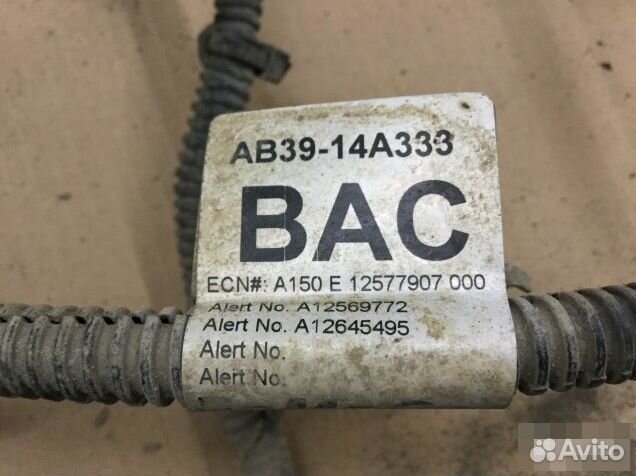 AB39-14A333
BAC
ECN#: A150 E 12577907 000
Alert No. A12569772
Alert No. A12645495
Alert No.
Alert No.
Avito